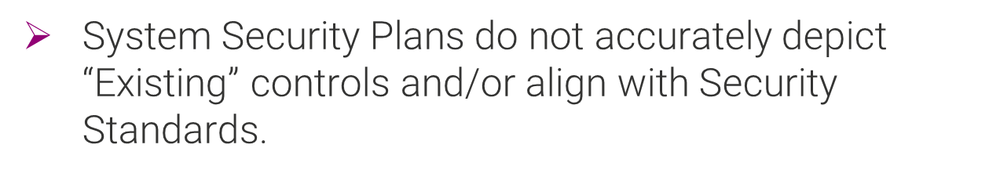 ➢ System Security Plans do not accurately depict
“Existing” controls and/or align with Security
Standards.